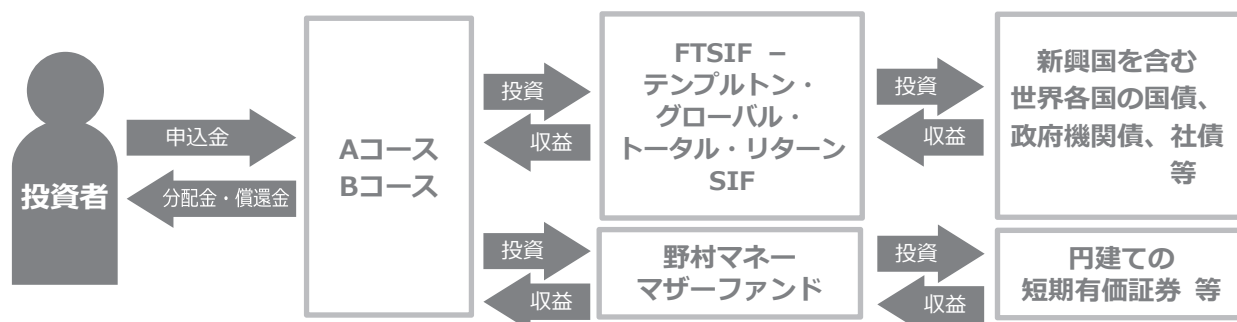 投資者
申込金
分配金・償還金
Aコース
Bコース
投資
収益
FTSIF －
テンプルトン・
グローバル・
トータル・リターン
SIF
投資
収益
新興国を含む
世界各国の国債、
政府機関債、社債
等
投資
収益
野村マネー
マザーファンド
投資
収益
円建ての
短期有価証券 等